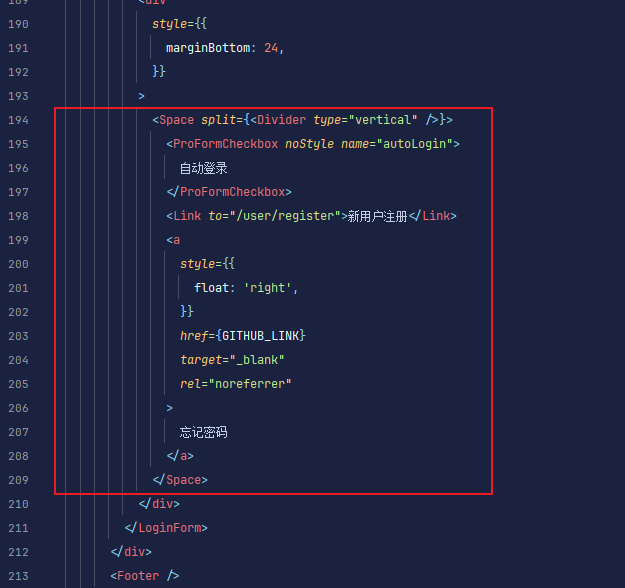 189 <div
190 style={{
191 marginBottom: 24,
192 }}
193 >
194 <Space split={<Divider type="vertical" />}>
195 <ProFormCheckbox noStyle name="autoLogin">
196 自动登录
197 </ProFormCheckbox>
198 <Link to="/user/register">新用户注册</Link>
199 <a
200 style={{
201 float: 'right',
202 }}
203 href={GITHUB_LINK}
204 target="_blank"
205 rel="noreferrer"
206 >
207 忘记密码
208 </a>
209 </Space>
210 </div>
211 </LoginForm>
212 </div>
213 <Footer />